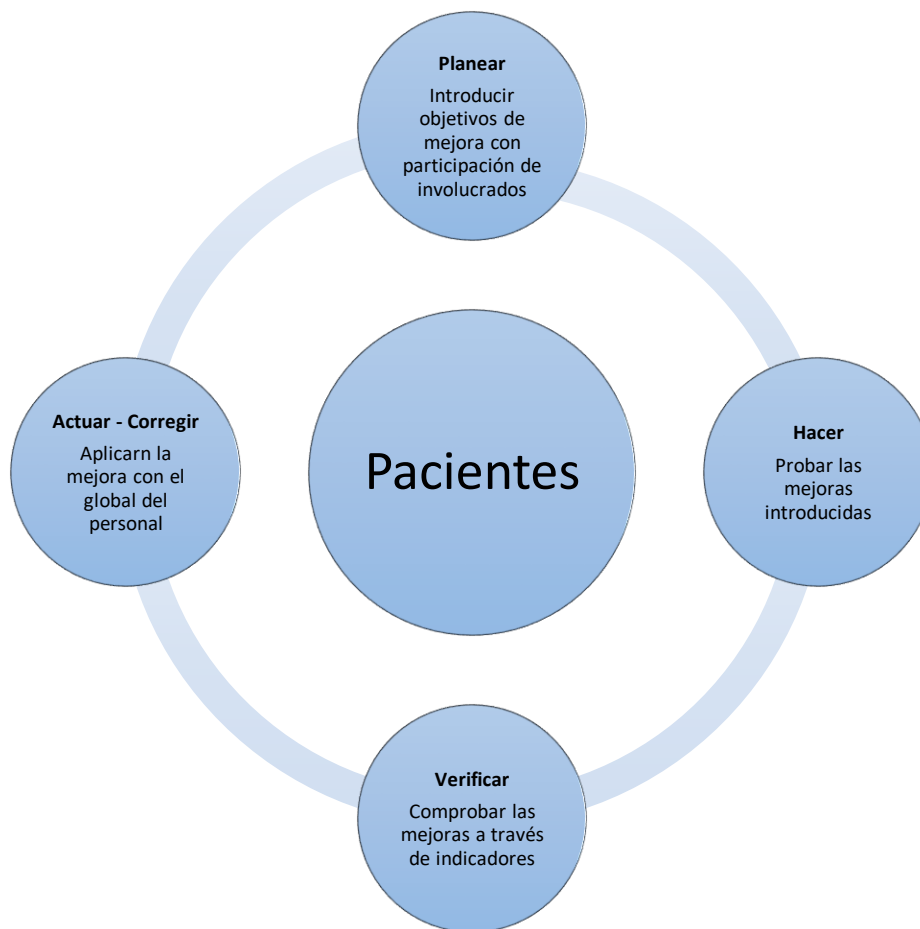 Planear
Introducir
objetivos de
mejora con
participación de
involucrados
Hacer
Probar las
mejoras
introducidas
Verificar
Comprobar las
mejoras a través
de indicadores
Actuar - Corregir
Aplicarn la
mejora con el
global del
personal
Pacientes